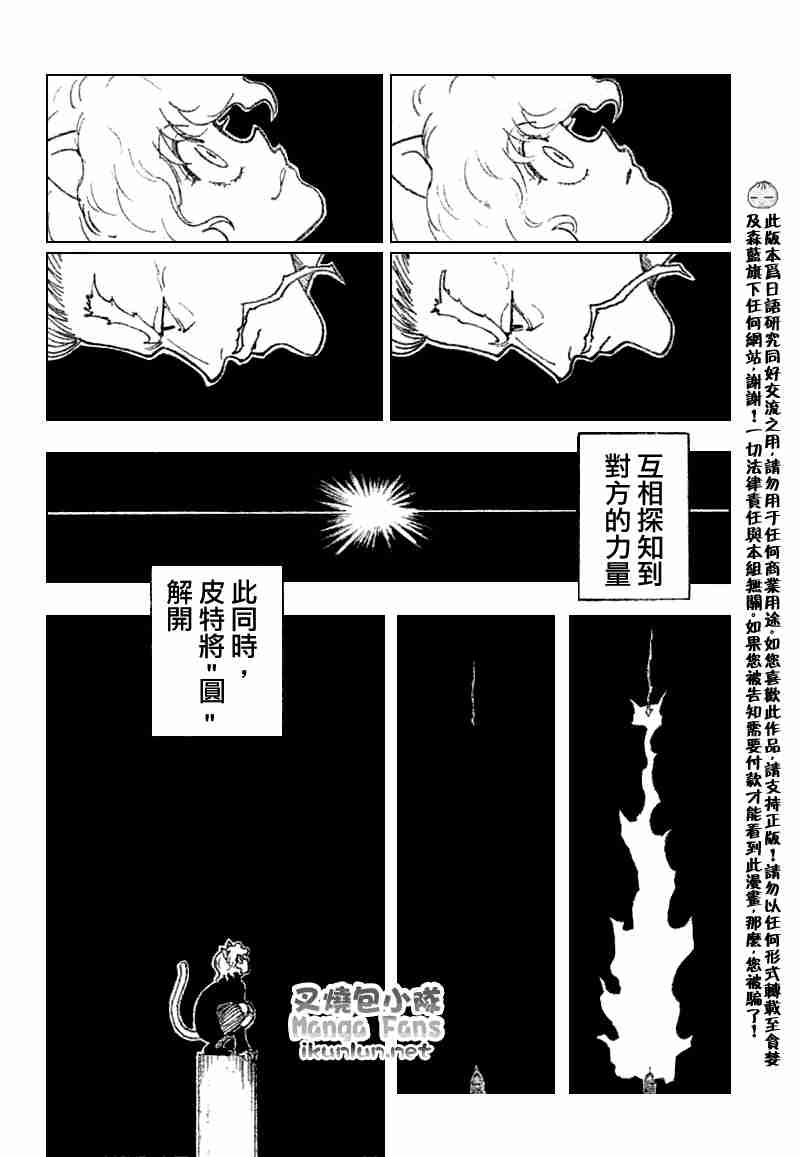 互相探知到
對方的力量
此同時，
皮特將"圓"
解開
此版本爲日語研究同好交流之用，請勿用于任何商業用途。如您喜歡此作品，請支持正版！請勿以任何形式轉載至貪婪
及森藍旗下任何網站，謝謝！一切法律責任與本組無關。如果您被告知需要付款才能看到此漫畫，那麼，您被騙了！
叉燒包小隊
Manga Fans
ikunlun.net